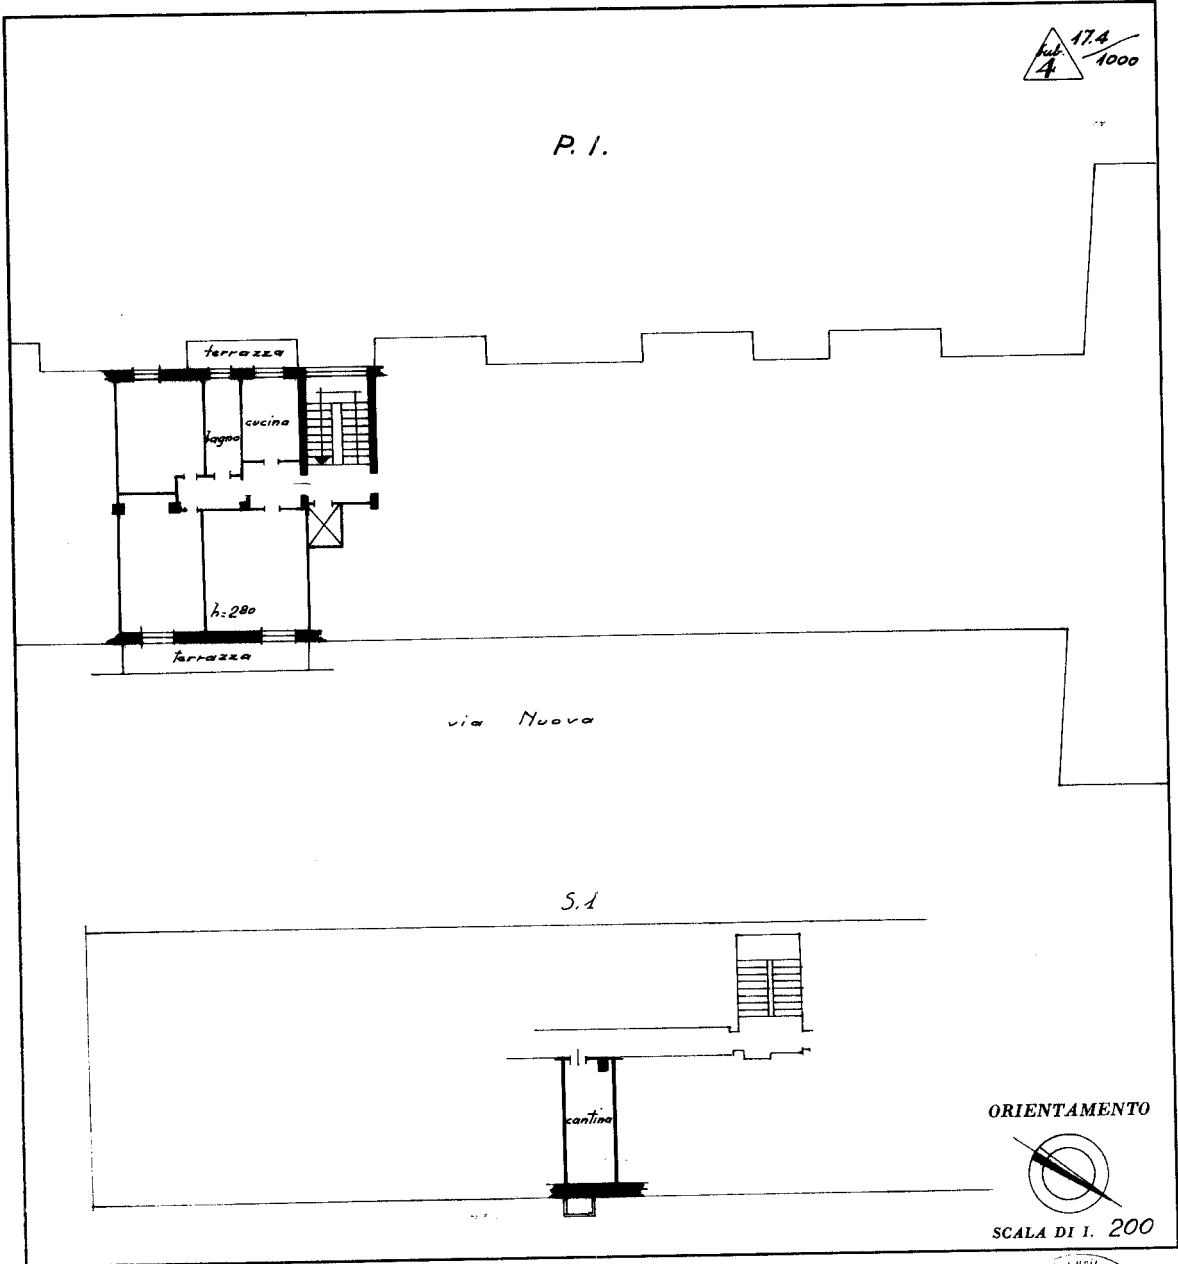 17.4
Sub. 1000
4
P. 1.
terrazza
cucina
bagno
h=280
terrazza
via Nuova
S.1
cantina
ORIENTAMENTO
SCALA DI 1. 200